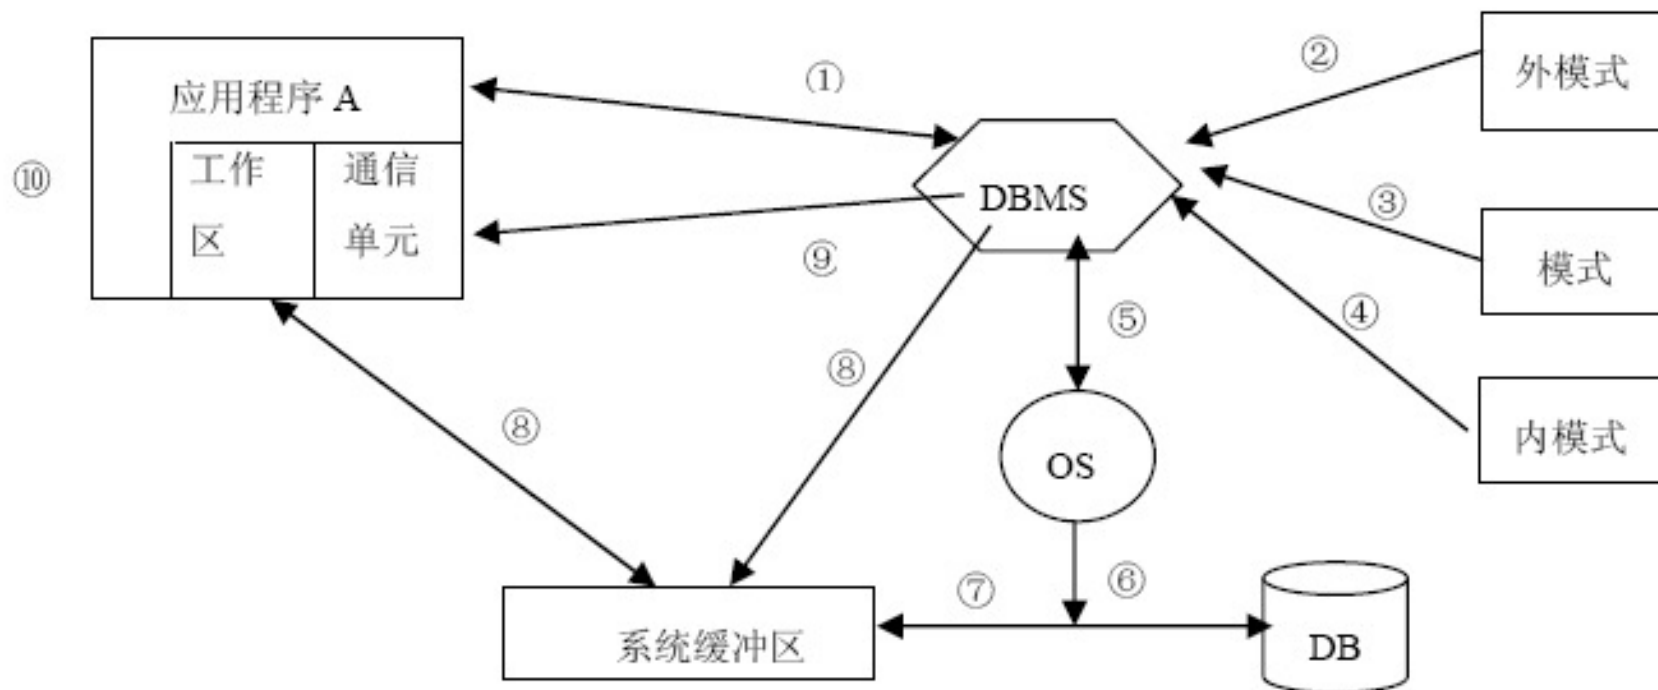 应用程序 A
工作
区
通信
单元
⑩
①
②
外模式
DBMS
③
模式
⑨
④
⑤
内模式
⑧
⑧
OS
⑦
⑥
系统缓冲区
DB